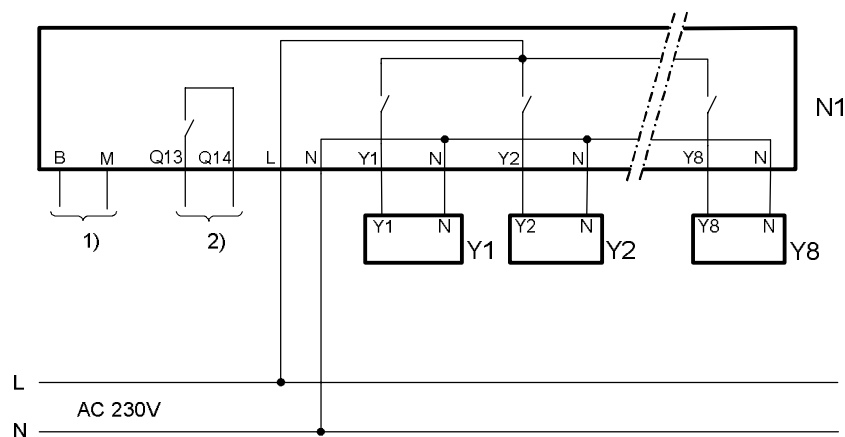 N1
B M Q13 Q14 L N Y1 N Y2 N Y8 N
1) 2)
Y1 N Y1 Y2 N Y2 Y8 N Y8
L
AC 230V
N